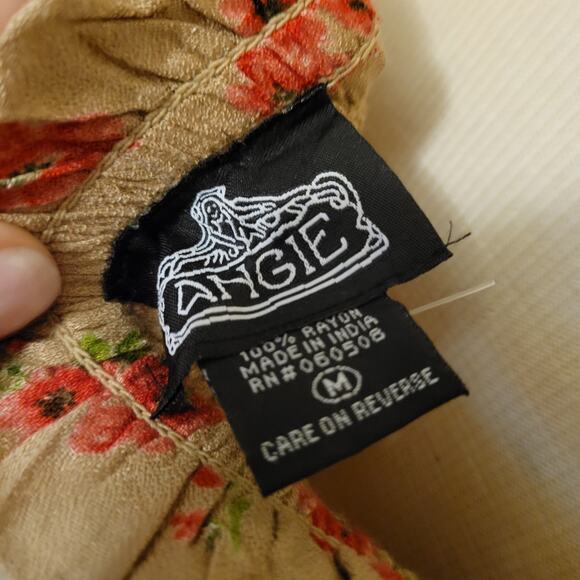 ANGIE
100% RAYON
MADE IN INDIA
RN# 060508
M
CARE ON REVERSE